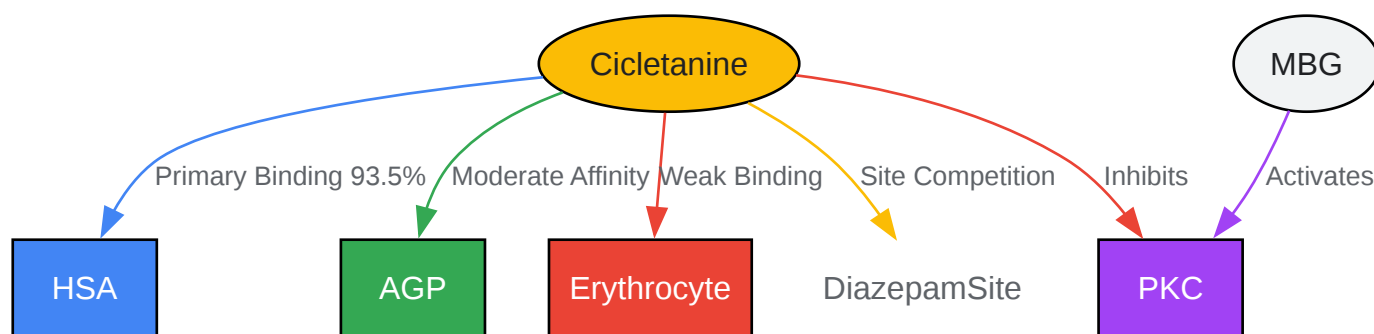 Cicletanine
MBG
Primary Binding 93.5%
Moderate Affinity
Weak Binding
Site Competition
Inhibits
Activates
HSA
AGP
Erythrocyte
DiazepamSite
PKC